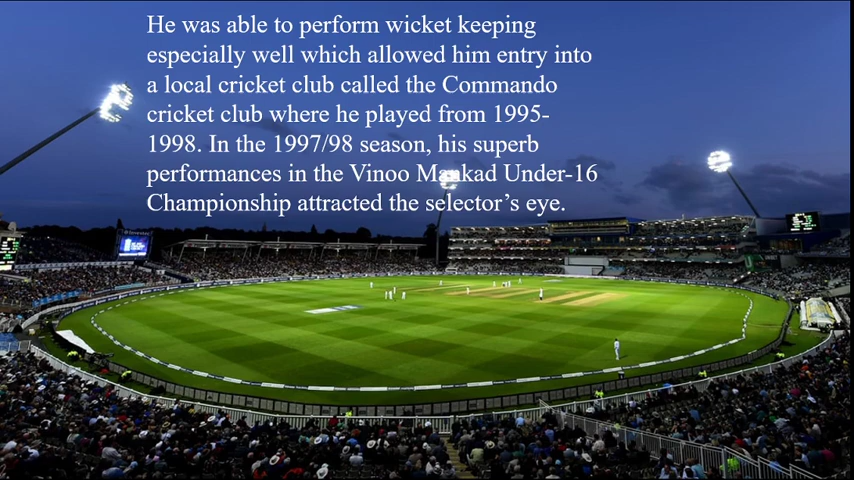 He was able to perform wicket keeping
especially well which allowed him entry into
a local cricket club called the Commando
cricket club where he played from 1995-
1998. In the 1997/98 season, his superb
performances in the Vinoo Mankad Under-16
Championship attracted the selector’s eye.